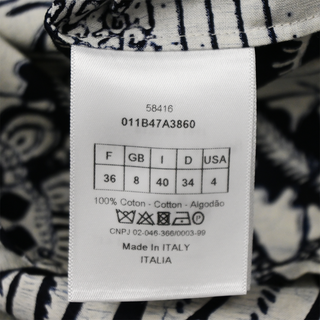 58416
011B47A3860
F GB I D USA
36 8 40 34 4
100% Coton - Cotton - Algodão
CNPJ 02-046-366/0003-99
Made In ITALY
ITALIA